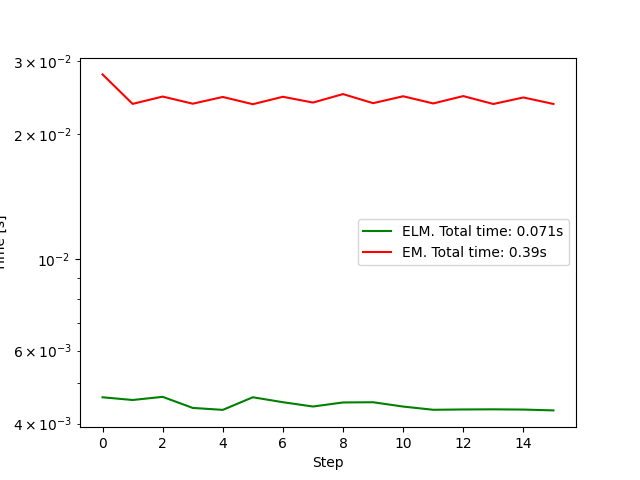 3 × 10⁻²
2 × 10⁻²
10⁻²
6 × 10⁻³
4 × 10⁻³
Time [s]
ELM. Total time: 0.071s
EM. Total time: 0.39s
0 2 4 6 8 10 12 14
Step